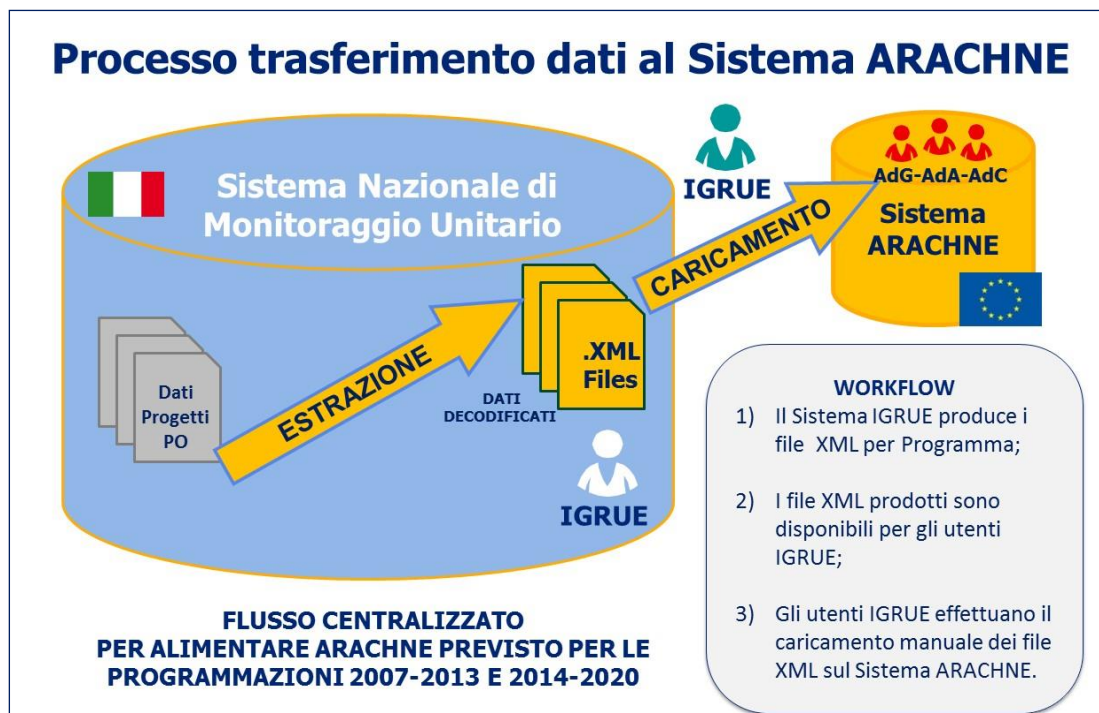 Processo trasferimento dati al Sistema ARACHNE
Sistema Nazionale di
Monitoraggio Unitario
IGRUE
AdG-AdA-AdC
Sistema
ARACHNE
CARICAMENTO
ESTRAZIONE
Dati
Progetti
PO
.XML
Files
DATI
DECODIFICATI
IGRUE
FLUSSO CENTRALIZZATO
PER ALIMENTARE ARACHNE PREVISTO PER LE
PROGRAMMAZIONI 2007-2013 E 2014-2020
WORKFLOW
1) Il Sistema IGRUE produce i
file XML per Programma;
2) I file XML prodotti sono
disponibili per gli utenti
IGRUE;
3) Gli utenti IGRUE effettuano il
caricamento manuale dei file
XML sul Sistema ARACHNE.